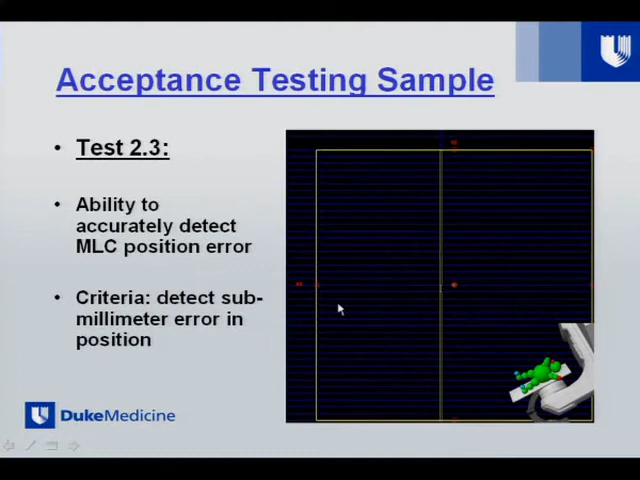 Acceptance Testing Sample
• Test 2.3:
• Ability to
accurately detect
MLC position error
• Criteria: detect sub-
millimeter error in
position
DukeMedicine